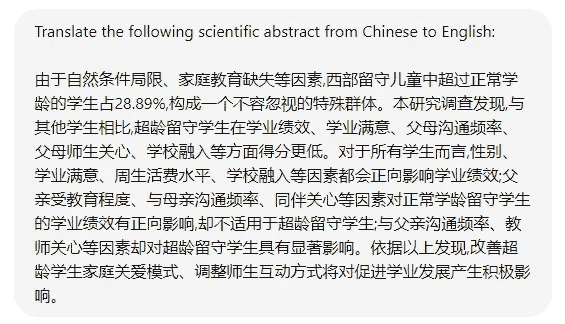 Translate the following scientific abstract from Chinese to English:
由于自然条件局限、家庭教育缺失等因素,西部留守儿童中超过正常学
龄的学生占28.89%,构成一个不容忽视的特殊群体。本研究调查发现,与
其他学生相比,超龄留守学生在学业绩效、学业满意、父母沟通频率、
父母师生关心、学校融入等方面得分更低。对于所有学生而言,性别、
学业满意、周生活费水平、学校融入等因素都会正向影响学业绩效;父
亲受教育程度、与母亲沟通频率、同伴关心等因素对正常学龄留守学生
的学业绩效有正向影响,却不适用于超龄留守学生;与父亲沟通频率、教
师关心等因素却对超龄留守学生具有显著影响。依据以上发现,改善超
龄学生家庭关爱模式、调整师生互动方式将对促进学业发展产生积极影
响。